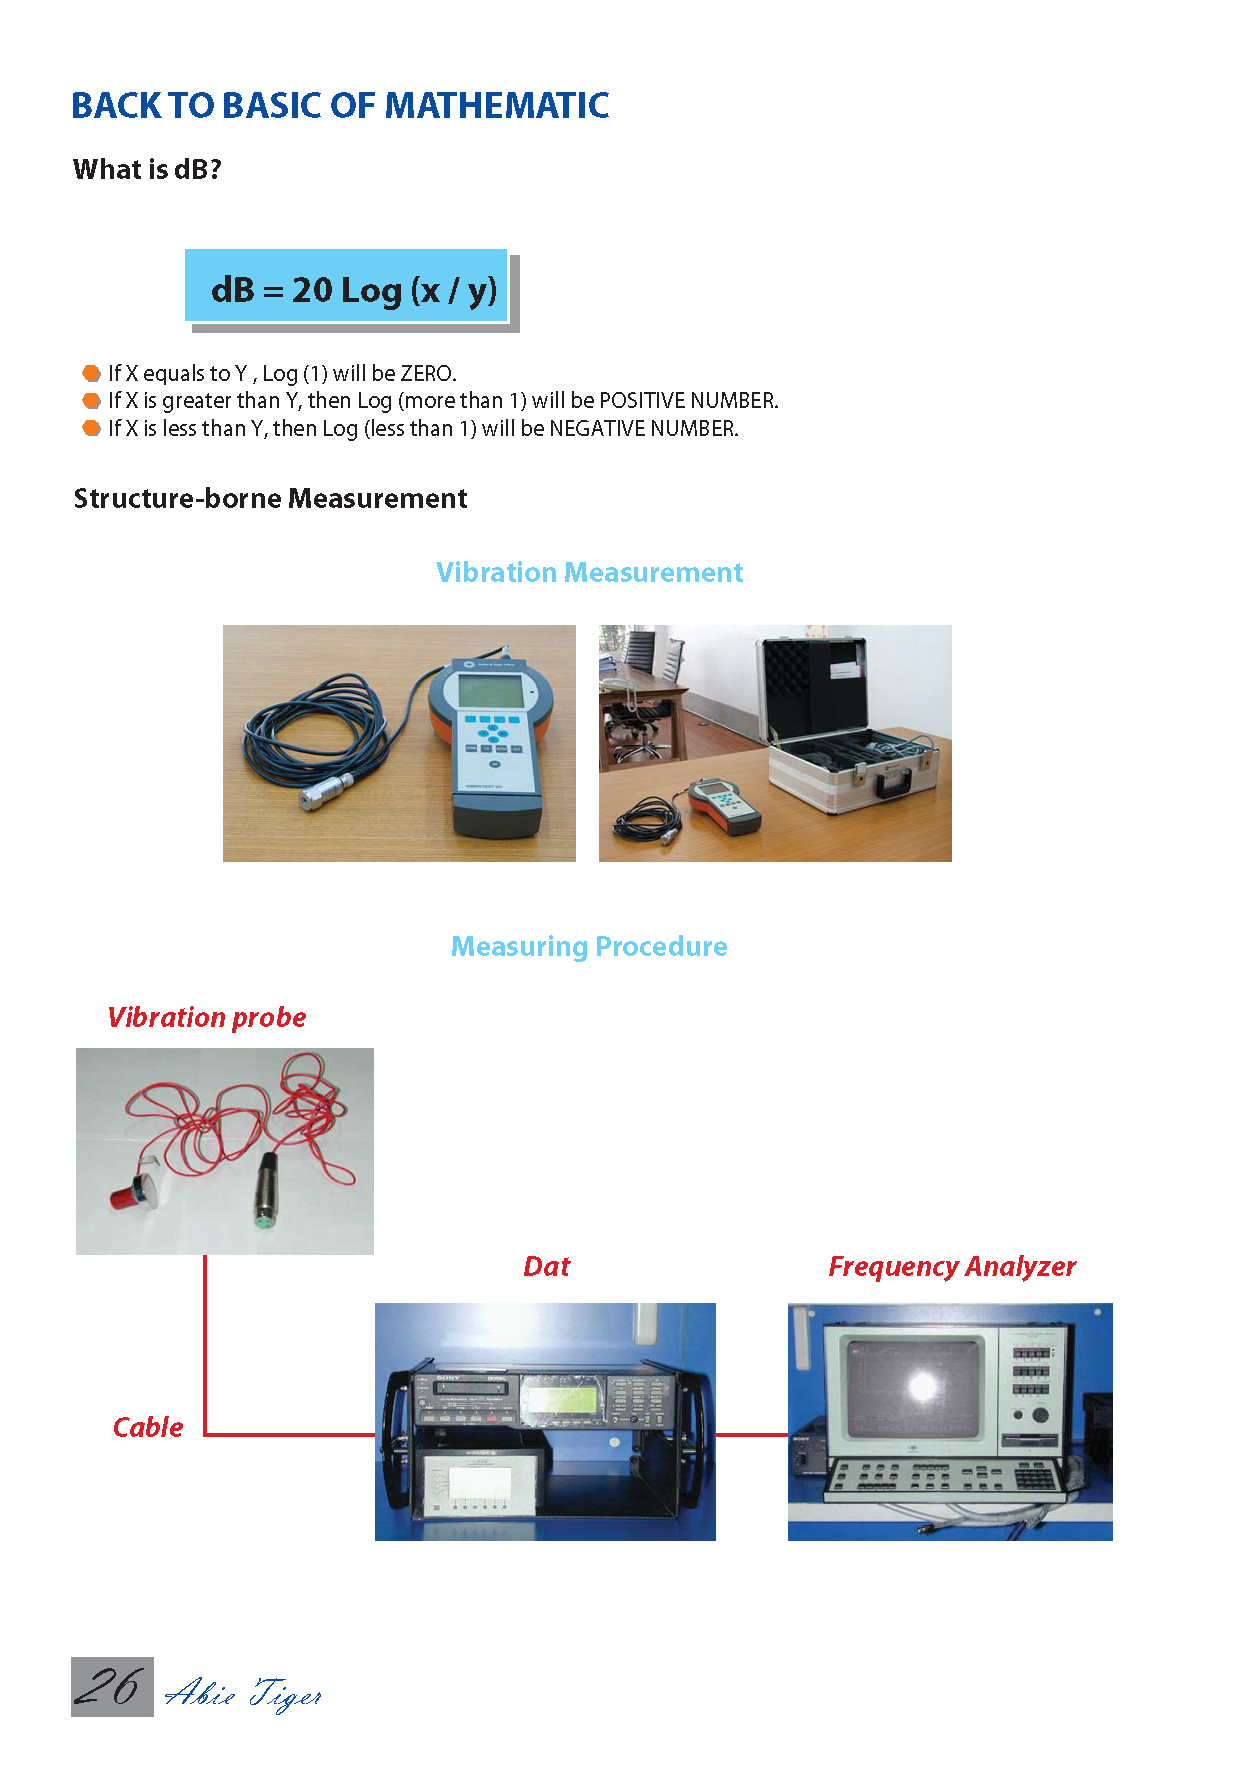 BACK TO BASIC OF MATHEMATIC
What is dB?
dB = 20 Log (x / y)
If X equals to Y , Log (1) will be ZERO.
If X is greater than Y, then Log (more than 1) will be POSITIVE NUMBER.
If X is less than Y, then Log (less than 1) will be NEGATIVE NUMBER.
Structure-borne Measurement
Vibration Measurement
Measuring Procedure
Vibration probe
Dat
Frequency Analyzer
SONY
SONY
Cable
26 Abie Tiger